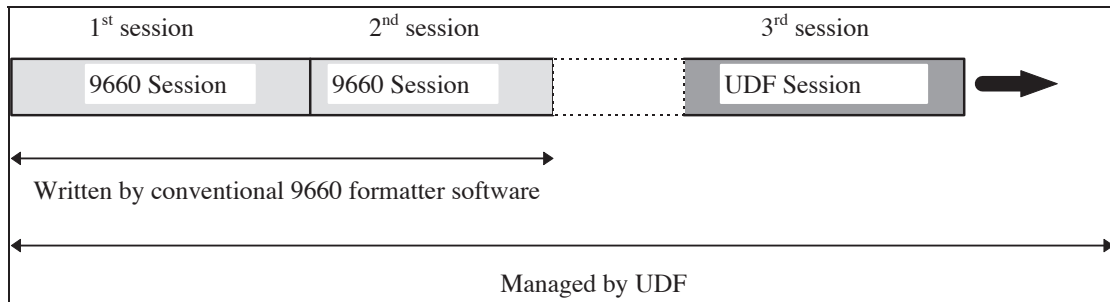 1st session 2nd session 3rd session
9660 Session 9660 Session UDF Session
Written by conventional 9660 formatter software
Managed by UDF